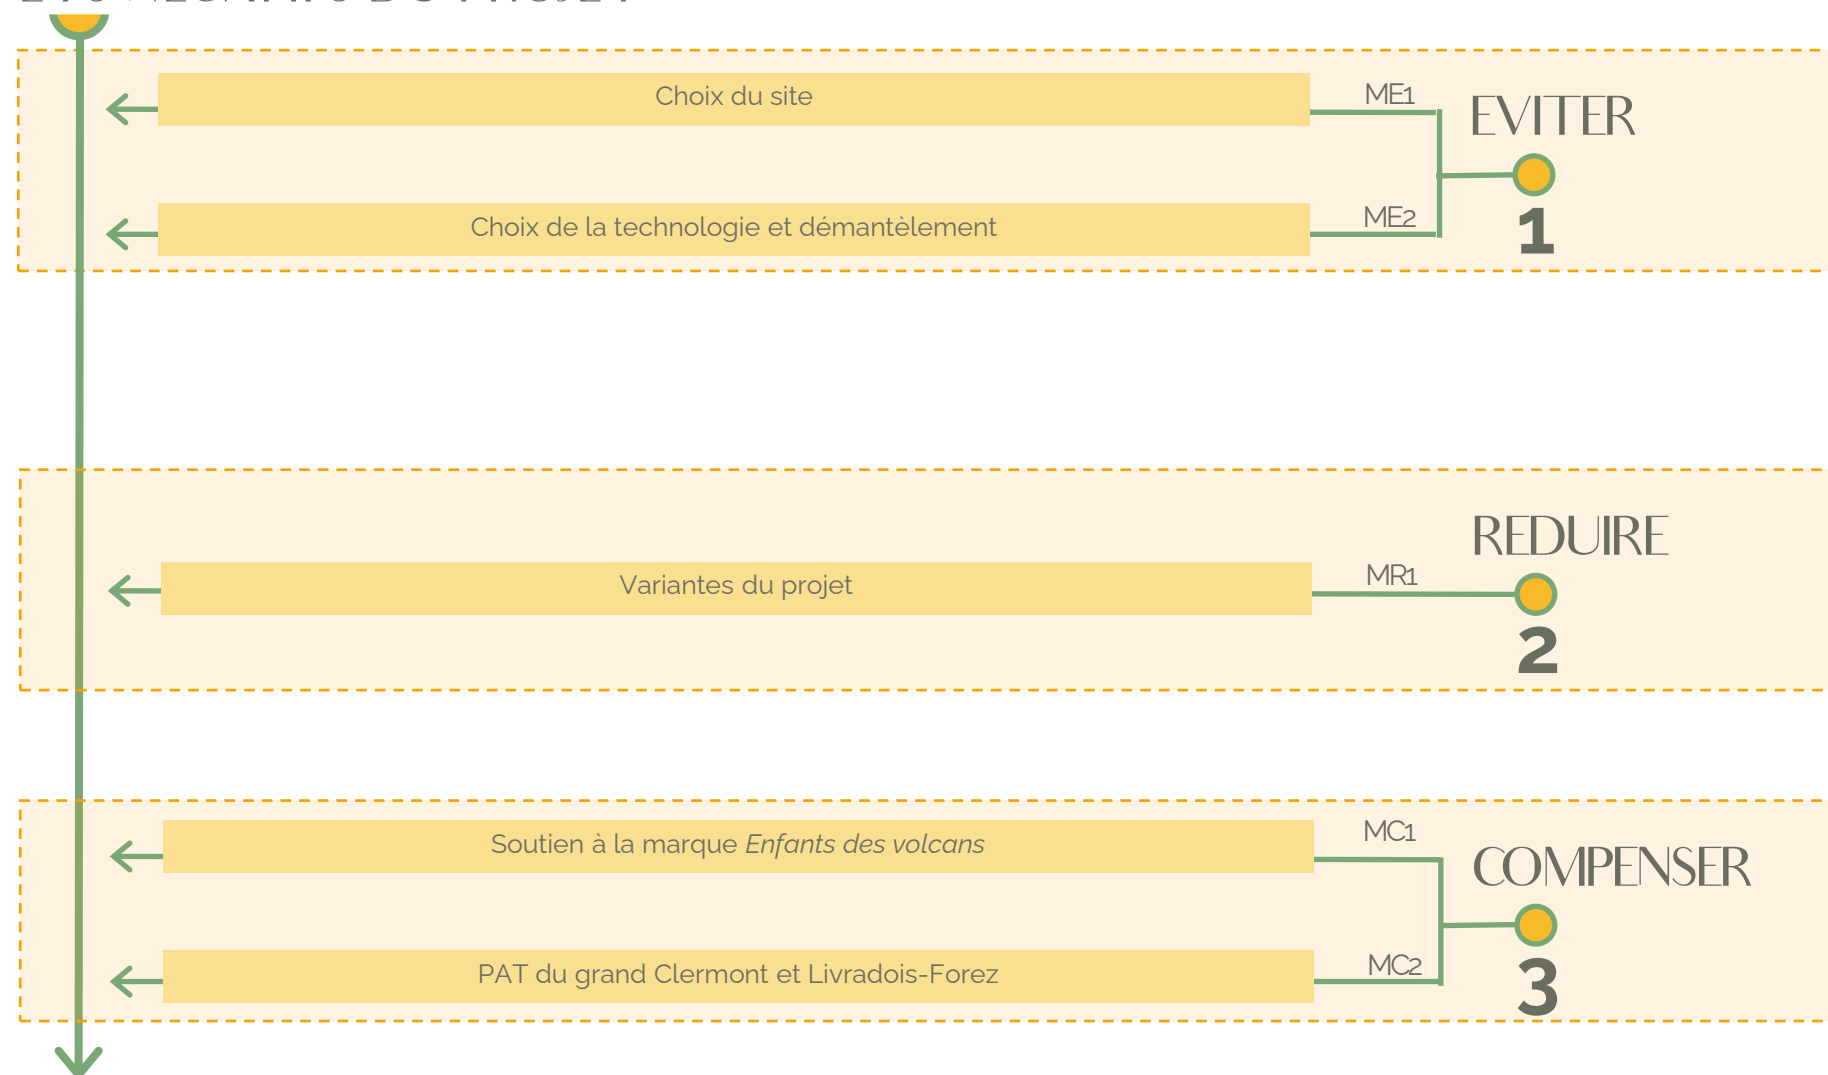 Choix du site
ME1
EVITER
1
Choix de la technologie et démantèlement
ME2
REDUIRE
Variantes du projet
MR1
2
Soutien à la marque Enfants des volcans
MC1
COMPENSER
PAT du grand Clermont et Livradois-Forez
MC2
3